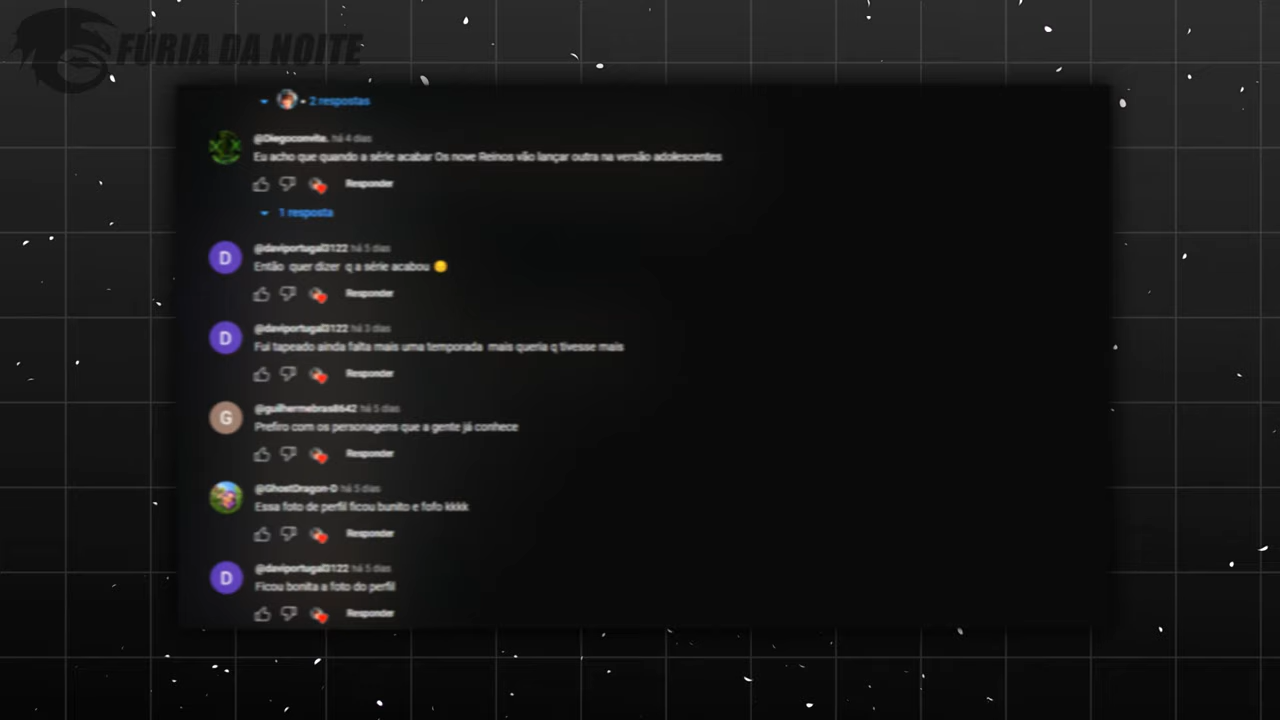 FÚRIA DA NOITE
2 respostas
@Diegoconvite. há 4 dias
Eu acho que quando a série acabar Os nove Reinos vão lançar outra na versão adolescentes
Responder
1 resposta
D
@daviportugal3122 há 5 dias
Então quer dizer q a série acabou
Responder
D
@daviportugal3122 há 3 dias
Fui tapeado ainda falta mais uma temporada mais queria q tivesse mais
Responder
G
@guilhermebras8642 há 5 dias
Prefiro com os personagens que a gente já conhece
Responder
@GhostDragon-D há 5 dias
Essa foto de perfil ficou bunito e fofo kkkk
Responder
D
@daviportugal3122 há 5 dias
Ficou bonita a foto do perfil
Responder